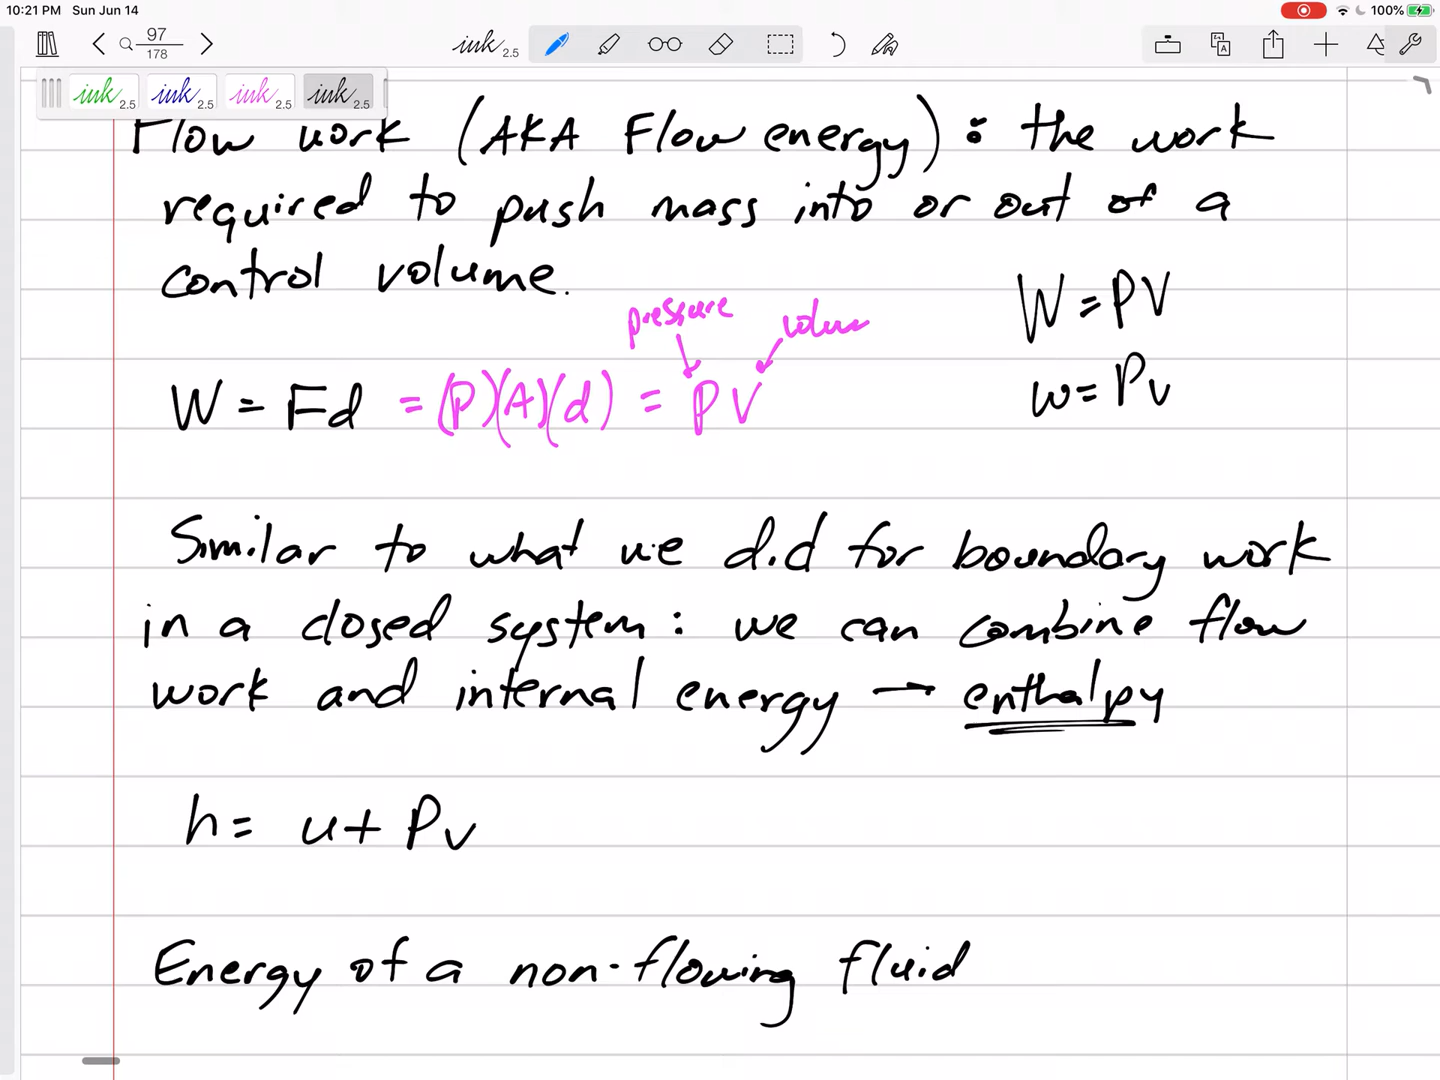 10:21 PM Sun Jun 14
100%
97
178
ink 2.5
ink 2.5 ink 2.5 ink 2.5 ink 2.5
Flow work (AKA Flow energy) : the work
required to push mass into or out of a
control volume.
W = PV
pressure volume
w = Pv
W = Fd = (P)(A)(d) = PV
Similar to what we did for boundary work
in a closed system : we can combine flow
work and internal energy → enthalpy
h = u + Pv
Energy of a non-flowing fluid